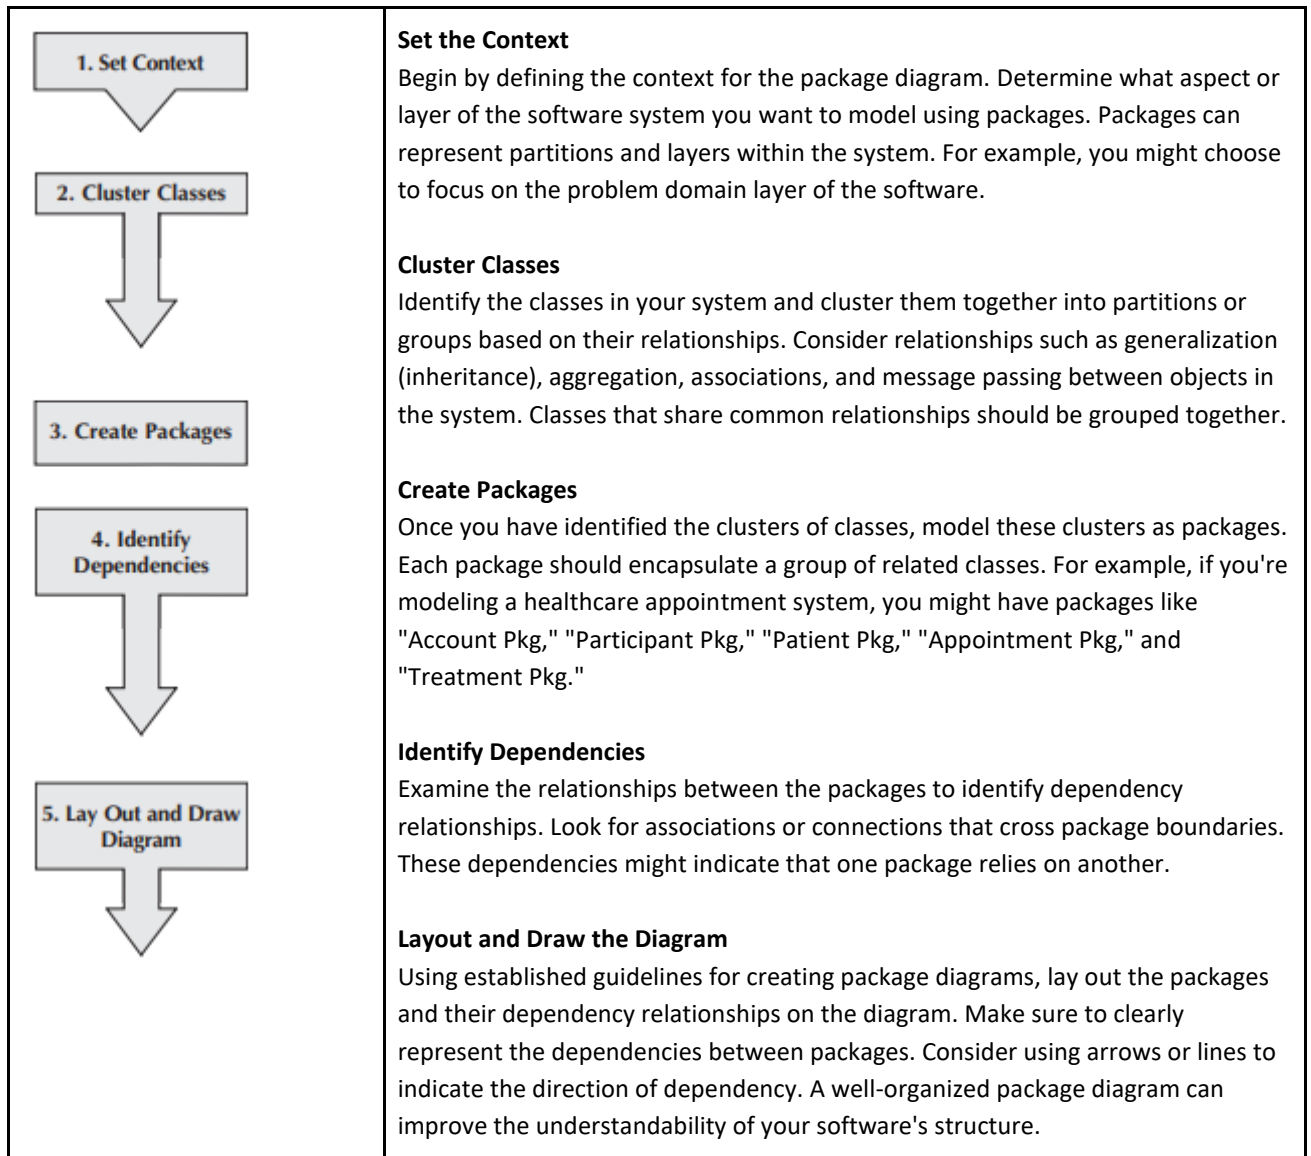 1. Set Context
2. Cluster Classes
3. Create Packages
4. Identify
Dependencies
5. Lay Out and Draw
Diagram
Set the Context
Begin by defining the context for the package diagram. Determine what aspect or
layer of the software system you want to model using packages. Packages can
represent partitions and layers within the system. For example, you might choose
to focus on the problem domain layer of the software.
Cluster Classes
Identify the classes in your system and cluster them together into partitions or
groups based on their relationships. Consider relationships such as generalization
(inheritance), aggregation, associations, and message passing between objects in
the system. Classes that share common relationships should be grouped together.
Create Packages
Once you have identified the clusters of classes, model these clusters as packages.
Each package should encapsulate a group of related classes. For example, if you're
modeling a healthcare appointment system, you might have packages like
"Account Pkg," "Participant Pkg," "Patient Pkg," "Appointment Pkg," and
"Treatment Pkg."
Identify Dependencies
Examine the relationships between the packages to identify dependency
relationships. Look for associations or connections that cross package boundaries.
These dependencies might indicate that one package relies on another.
Layout and Draw the Diagram
Using established guidelines for creating package diagrams, lay out the packages
and their dependency relationships on the diagram. Make sure to clearly
represent the dependencies between packages. Consider using arrows or lines to
indicate the direction of dependency. A well-organized package diagram can
improve the understandability of your software's structure.